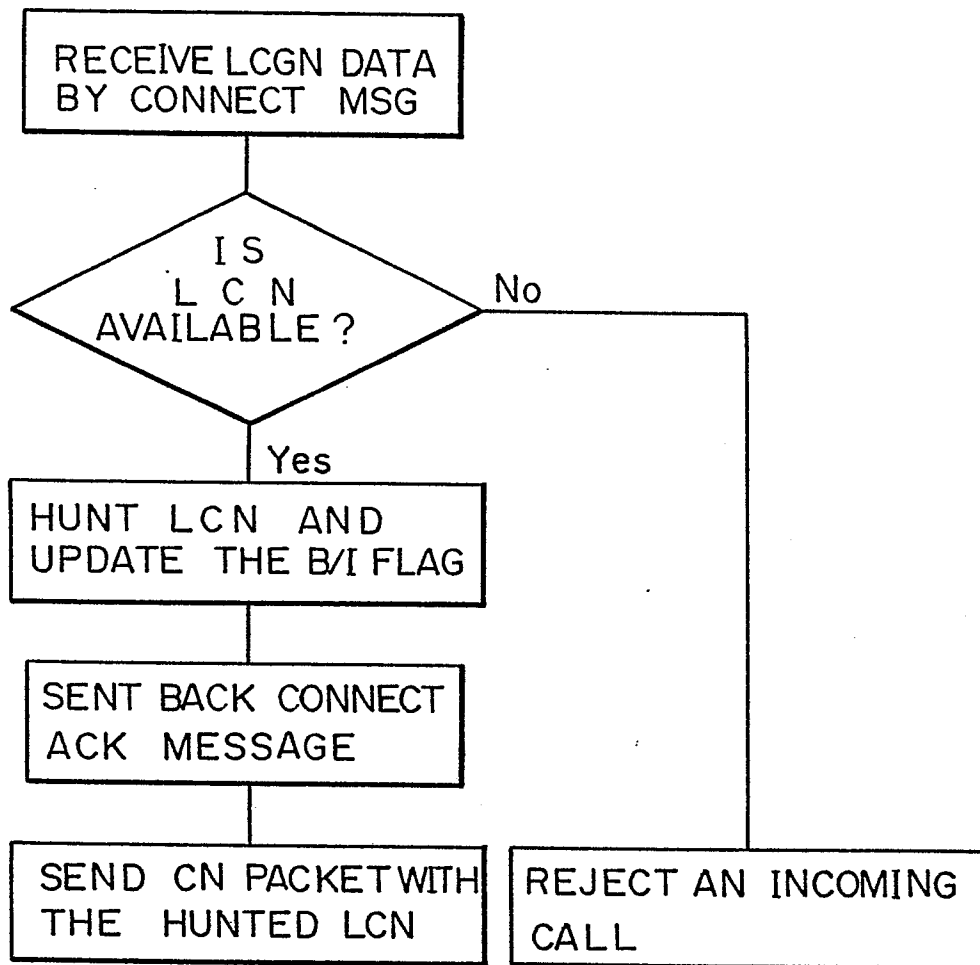 RECEIVE LCGN DATA
BY CONNECT MSG
IS
LCN
AVAILABLE?
No
Yes
HUNT LCN AND
UPDATE THE B/I FLAG
SENT BACK CONNECT
ACK MESSAGE
SEND CN PACKET WITH
THE HUNTED LCN
REJECT AN INCOMING
CALL